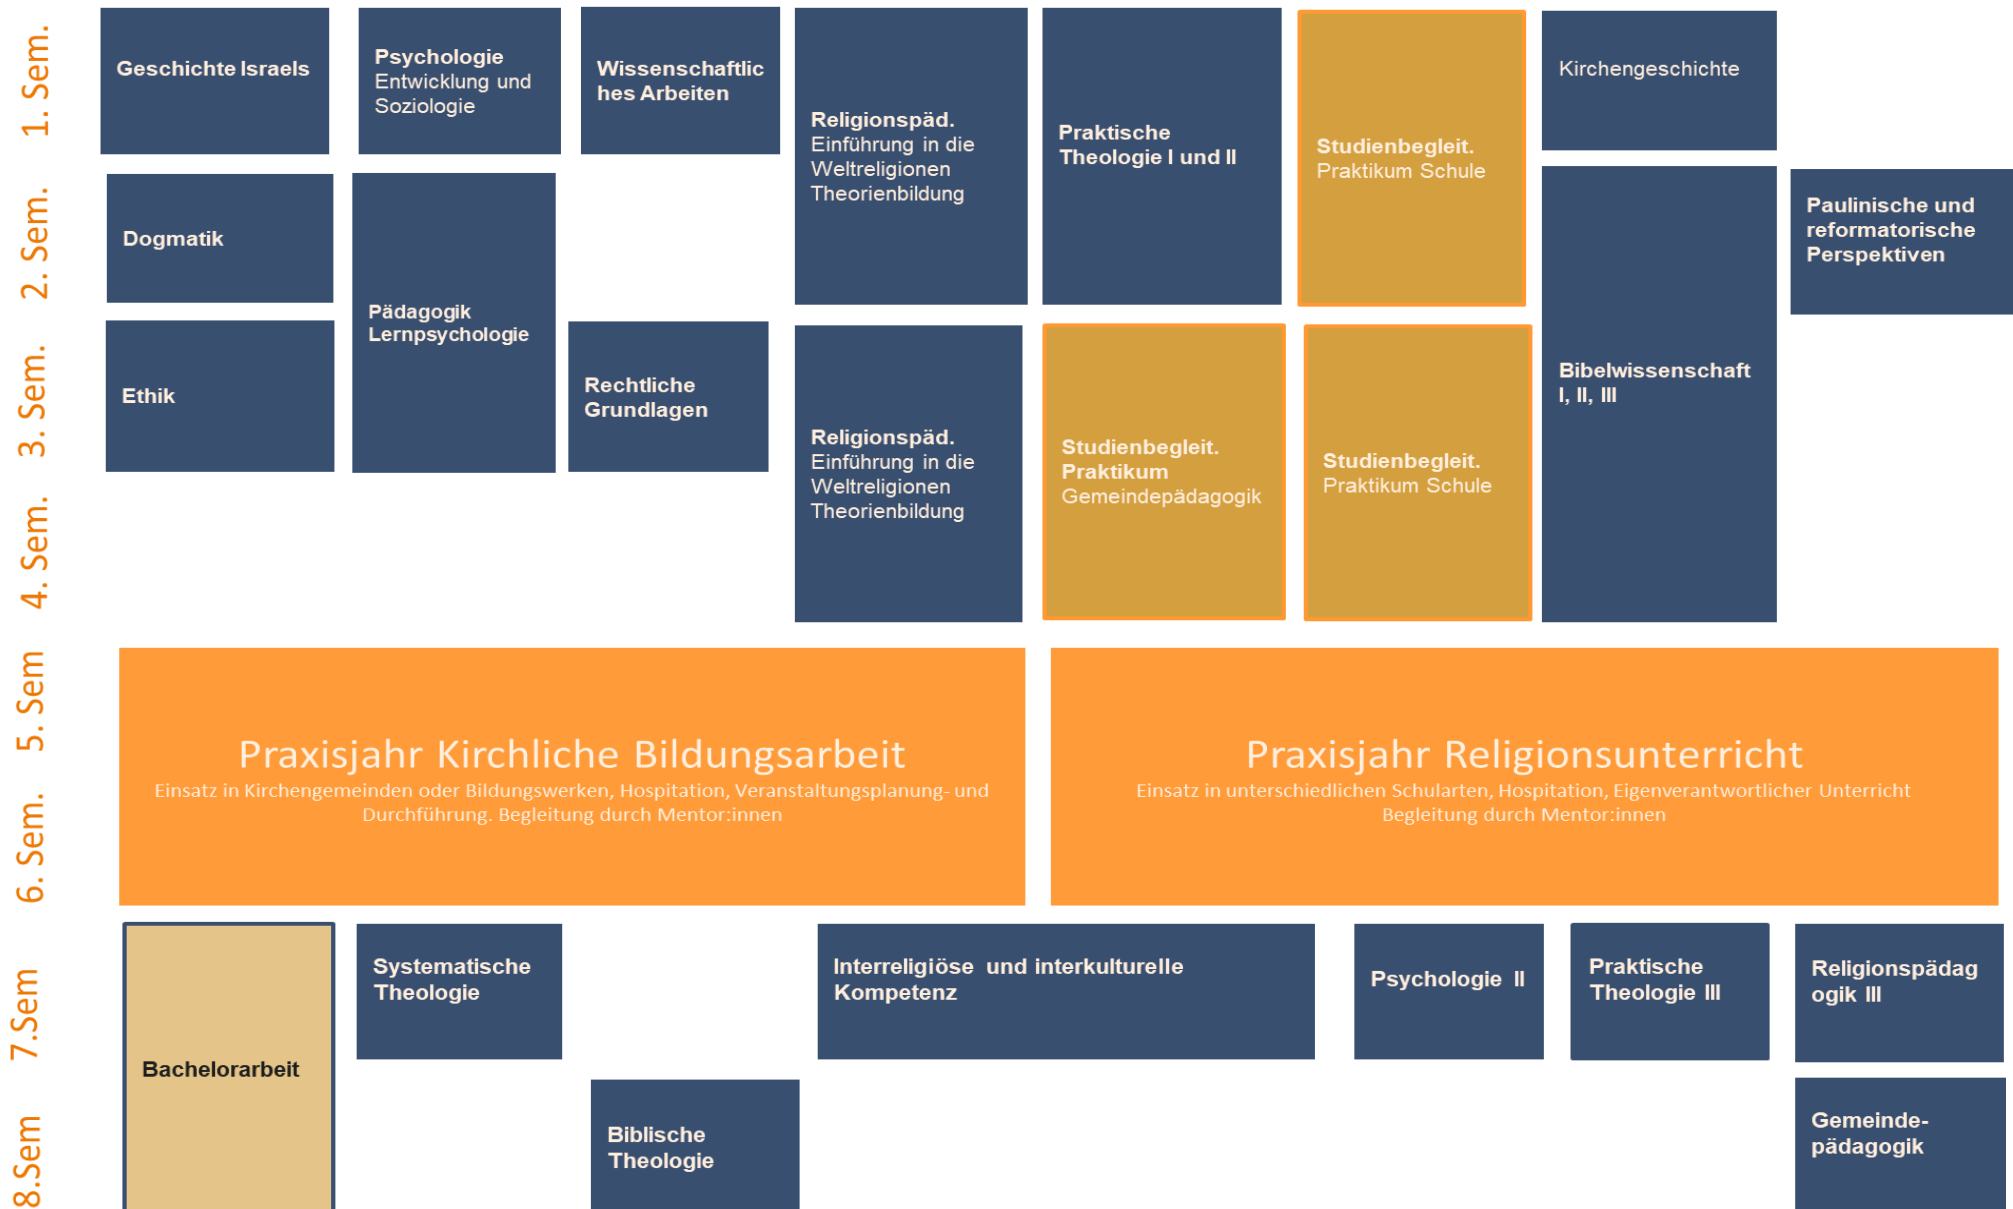 1. Sem.
Geschichte Israels
Psychologie
Entwicklung und
Soziologie
Wissenschaftlic
hes Arbeiten
Religionspäd.
Einführung in die
Weltreligionen
Theorienbildung
Praktische
Theologie I und II
Studienbegleit.
Praktikum Schule
Kirchengeschichte
2. Sem.
Dogmatik
Pädagogik
Lernpsychologie
Paulinische und
reformatorische
Perspektiven
3. Sem.
Ethik
Rechtliche
Grundlagen
Religionspäd.
Einführung in die
Weltreligionen
Theorienbildung
Studienbegleit.
Praktikum
Gemeindepädagogik
Studienbegleit.
Praktikum Schule
Bibelwissenschaft
I, II, III
4. Sem.
5. Sem
Praxisjahr Kirchliche Bildungsarbeit
Einsatz in Kirchengemeinden oder Bildungswerken, Hospitation, Veranstaltungsplanung- und
Durchführung. Begleitung durch Mentor:innen
Praxisjahr Religionsunterricht
Einsatz in unterschiedlichen Schularten, Hospitation, Eigenverantwortlicher Unterricht
Begleitung durch Mentor:innen
6. Sem.
7.Sem
Bachelorarbeit
Systematische
Theologie
Interreligiöse und interkulturelle
Kompetenz
Psychologie II
Praktische
Theologie III
Religionspädag
ogik III
8.Sem
Biblische
Theologie
Gemeinde-
pädagogik